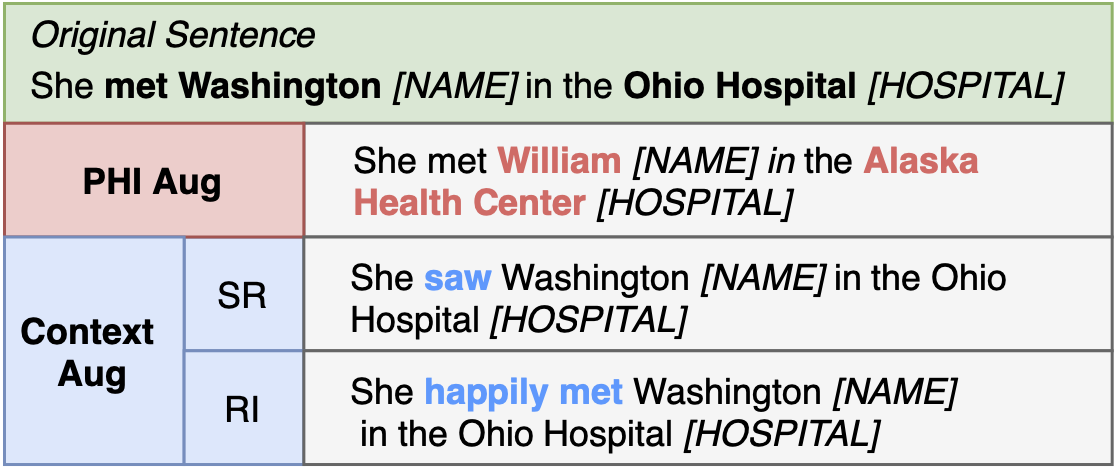 Original Sentence
She met Washington [NAME] in the Ohio Hospital [HOSPITAL]
PHI Aug
She met William [NAME] in the Alaska
Health Center [HOSPITAL]
Context
Aug
SR
She saw Washington [NAME] in the Ohio
Hospital [HOSPITAL]
RI
She happily met Washington [NAME]
in the Ohio Hospital [HOSPITAL]